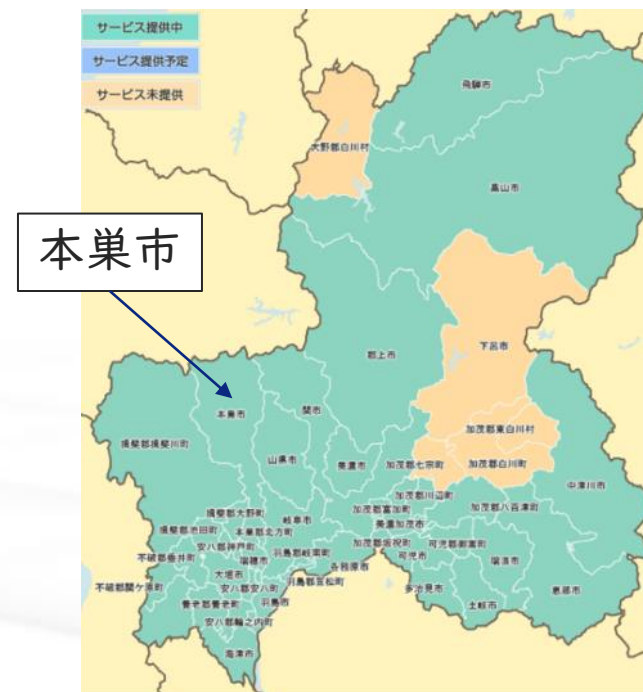 サービス提供中
サービス提供予定
サービス未提供
飛騨市
大野郡白川村
高山市
本巣市
郡上市
下呂市
本巣市
関市
加茂郡東白川村
揖斐郡揖斐川町
山県市
美濃市
加茂郡七宗町
加茂郡白川町
中津川市
加茂郡川辺町
揖斐郡大野町
岐阜市
加茂郡富加町
加茂郡八百津町
揖斐郡池田町
本巣郡北方町
美濃加茂市
安八郡神戸町
羽島郡岐南町
加茂郡坂祝町
可児郡御嵩町
不破郡垂井町
瑞穂市
各務原市
可児市
瑞浪市
大垣市
不破郡関ケ原町
安八郡安八町
羽島郡笠松町
多治見市
恵那市
養老郡養老町
羽島市
土岐市
安八郡輪之内町
海津市